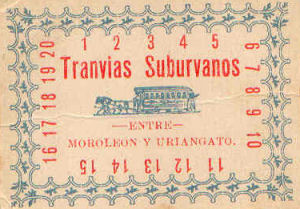 1 2 3 4 5
Tranvias Suburvanos
6 7 8 9 10
—ENTRE—
MOROLEON Y URIANGATO.
11 12 13 14 15
16 17 18 19 20